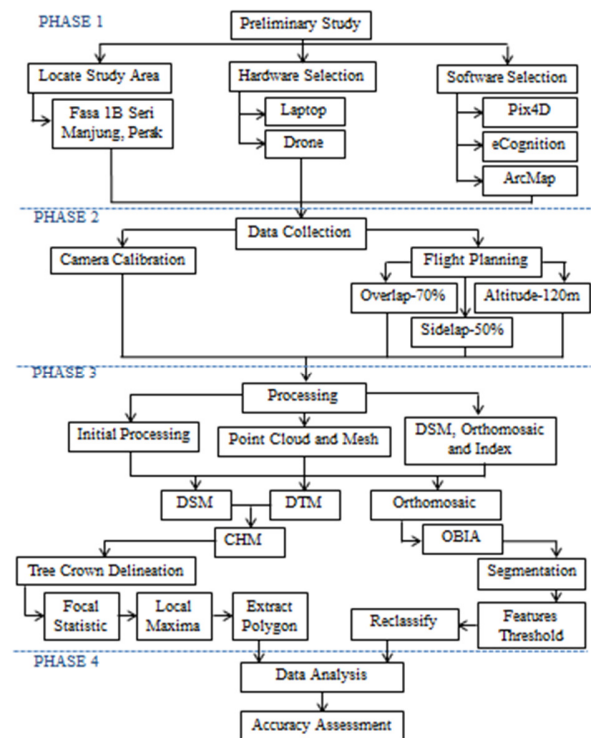 PHASE 1
Preliminary Study
Locate Study Area
Hardware Selection
Software Selection
Fasa 1B Seri
Manjung, Perak
Laptop
Drone
Pix4D
eCognition
ArcMap
PHASE 2
Data Collection
Camera Calibration
Flight Planning
Overlap-70%
Altitude-120m
Sidelap-50%
PHASE 3
Processing
Initial Processing
Point Cloud and Mesh
DSM, Orthomosaic
and Index
DSM
DTM
Orthomosaic
CHM
OBIA
Tree Crown Delineation
Segmentation
Focal
Statistic
Local
Maxima
Extract
Polygon
Reclassify
Features
Threshold
PHASE 4
Data Analysis
Accuracy Assessment